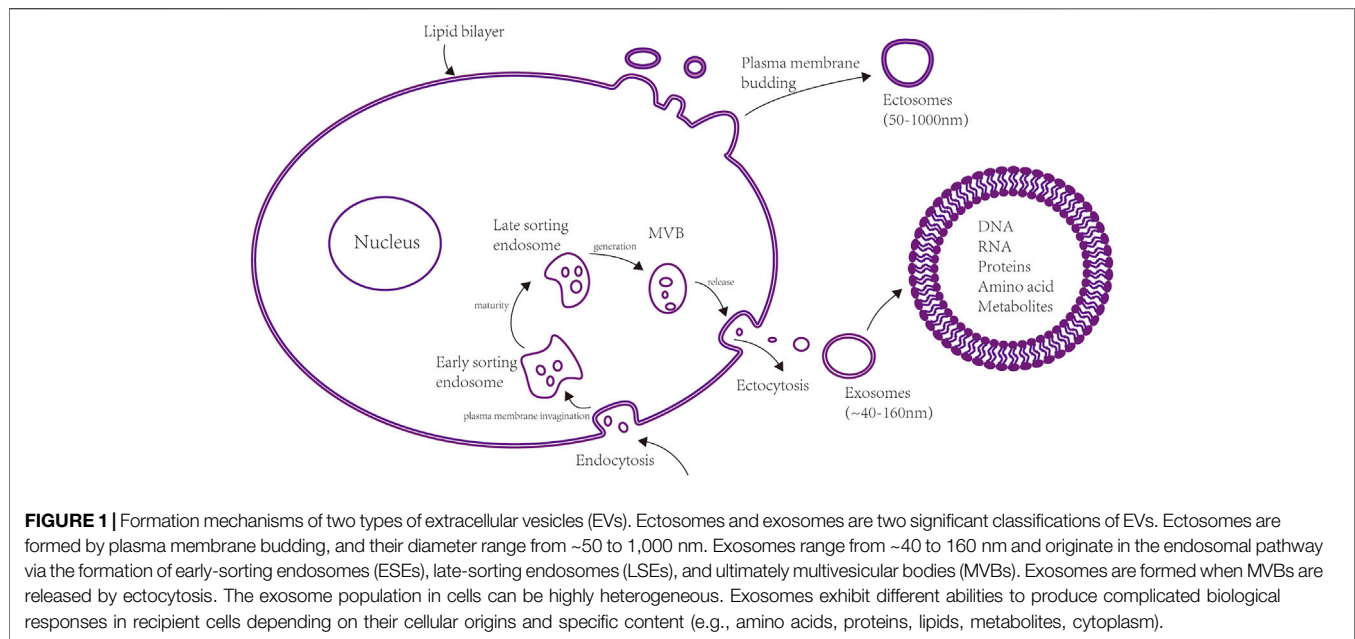 Lipid bilayer
Plasma membrane
budding
Ectosomes
(50-1000nm)
Nucleus
Late sorting
endosome
generation
MVB
release
maturity
Early sorting
endosome
plasma membrane invagination
Endocytosis
Ectocytosis
Exosomes
(~40-160nm)
DNA
RNA
Proteins
Amino acid
Metabolites
FIGURE 1 | Formation mechanisms of two types of extracellular vesicles (EVs). Ectosomes and exosomes are two significant classifications of EVs. Ectosomes are
formed by plasma membrane budding, and their diameter range from ~50 to 1,000 nm. Exosomes range from ~40 to 160 nm and originate in the endosomal pathway
via the formation of early-sorting endosomes (ESEs), late-sorting endosomes (LSEs), and ultimately multivesicular bodies (MVBs). Exosomes are formed when MVBs are
released by ectocytosis. The exosome population in cells can be highly heterogeneous. Exosomes exhibit different abilities to produce complicated biological
responses in recipient cells depending on their cellular origins and specific content (e.g., amino acids, proteins, lipids, metabolites, cytoplasm).